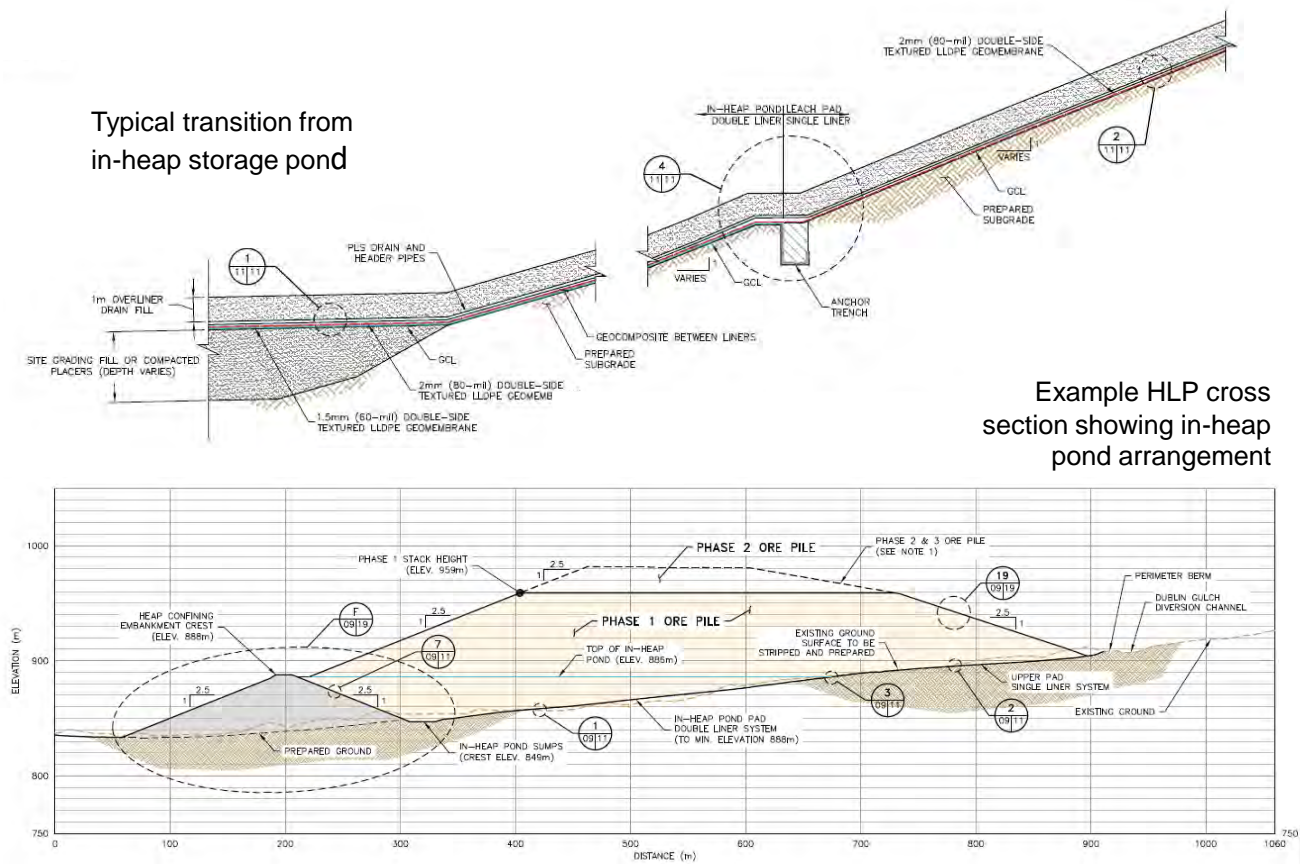 2mm (80-mil) DOUBLE-SIDE
TEXTURED LLDPE GEOMEMBRANE
Typical transition from
in-heap storage pond
IN-HEAP POND
DOUBLE LINER
LEACH PAD
SINGLE LINER
4
11 11
2
11 11
1
VARIES
GCL
PREPARED
SUBGRADE
PLS DRAIN AND
HEADER PIPES
1
11 11
1m OVERLINER
DRAIN FILL
1
VARIES
GCL
ANCHOR
TRENCH
GEOCOMPOSITE BETWEEN LINERS
PREPARED
SUBGRADE
SITE GRADING FILL OR COMPACTED
PLACERS (DEPTH VARIES)
GCL
2mm (80-mil) DOUBLE-SIDE
TEXTURED LLDPE GEOMEMB
1.5mm (60-mil) DOUBLE-SIDE
TEXTURED LLDPE GEOMEMBRANE
Example HLP cross
section showing in-heap
pond arrangement
ELEVATION (m)
1000
900
800
750
PHASE 1 STACK HEIGHT
(ELEV. 959m)
2.5
1
PHASE 2 ORE PILE
PHASE 2 & 3 ORE PILE
(SEE NOTE 1)
19
09 19
PERIMETER BERM
DUBLIN GULCH
DIVERSION CHANNEL
HEAP CONFINING
EMBANKMENT CREST
(ELEV. 888m)
F
09 19
2.5
1
7
09 11
PHASE 1 ORE PILE
2.5
1
TOP OF IN-HEAP
POND (ELEV. 885m)
EXISTING GROUND
SURFACE TO BE
STRIPPED AND PREPARED
UPPER PAD
SINGLE LINER SYSTEM
2.5
1
2.5
1
3
09 11
2
09 11
EXISTING GROUND
1
09 11
IN-HEAP POND PAD
DOUBLE LINER SYSTEM
(TO MIN. ELEVATION 888m)
PREPARED GROUND
IN-HEAP POND SUMPS
(CREST ELEV. 849m)
750
0 100 200 300 400 500 600 700 800 900 1000 1060
DISTANCE (m)